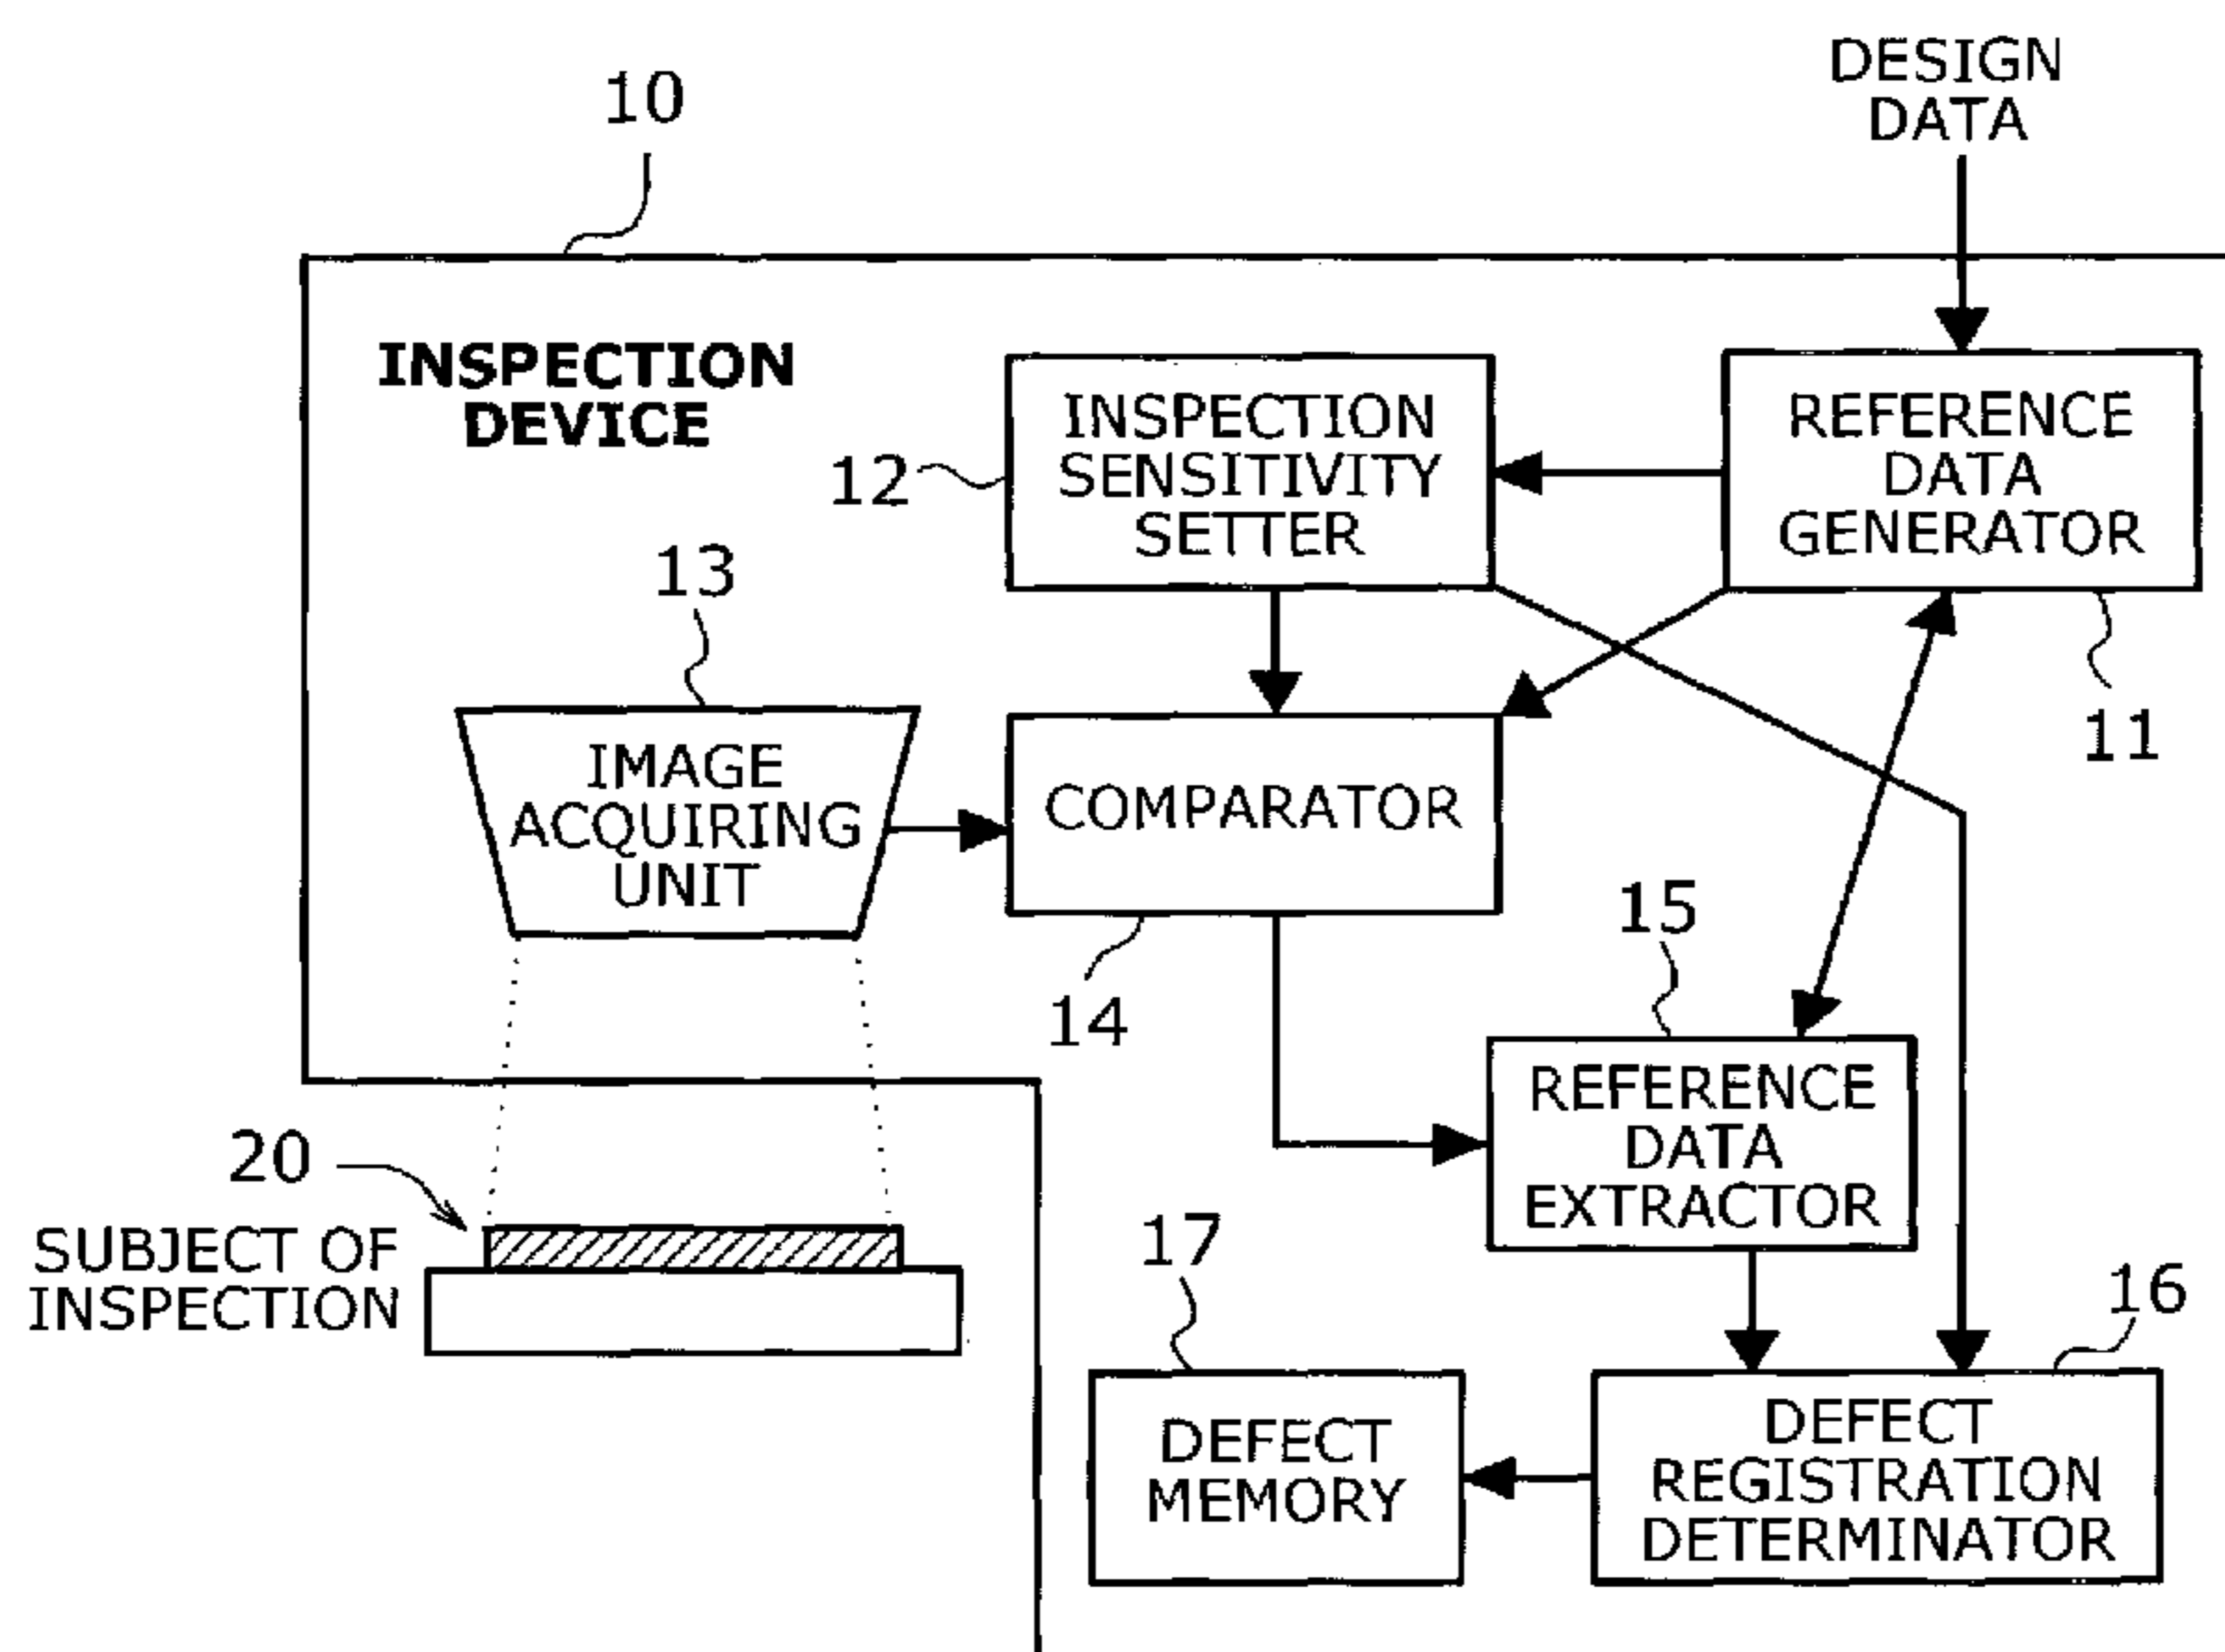 DESIGN
DATA
10
INSPECTION
DEVICE
12
INSPECTION
SENSITIVITY
SETTER
REFERENCE
DATA
GENERATOR
11
13
IMAGE
ACQUIRING
UNIT
COMPARATOR
14
15
REFERENCE
DATA
EXTRACTOR
20
SUBJECT OF
INSPECTION
17
DEFECT
MEMORY
16
DEFECT
REGISTRATION
DETERMINATOR